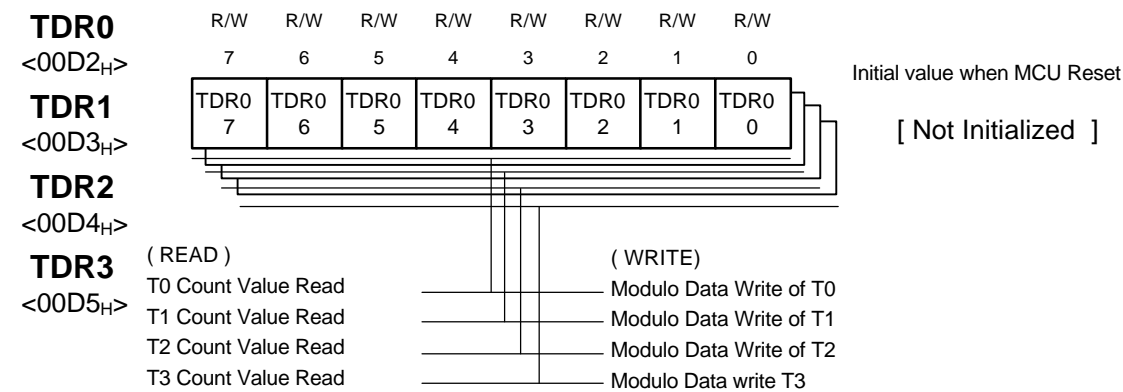 TDR0
<00D2H>
TDR1
<00D3H>
TDR2
<00D4H>
TDR3
<00D5H>
R/W R/W R/W R/W R/W R/W R/W R/W
7 6 5 4 3 2 1 0
TDR0 TDR0 TDR0 TDR0 TDR0 TDR0 TDR0 TDR0
7 6 5 4 3 2 1 0
Initial value when MCU Reset
[ Not Initialized ]
( READ )
T0 Count Value Read
T1 Count Value Read
T2 Count Value Read
T3 Count Value Read
( WRITE)
Modulo Data Write of T0
Modulo Data Write of T1
Modulo Data Write of T2
Modulo Data write T3